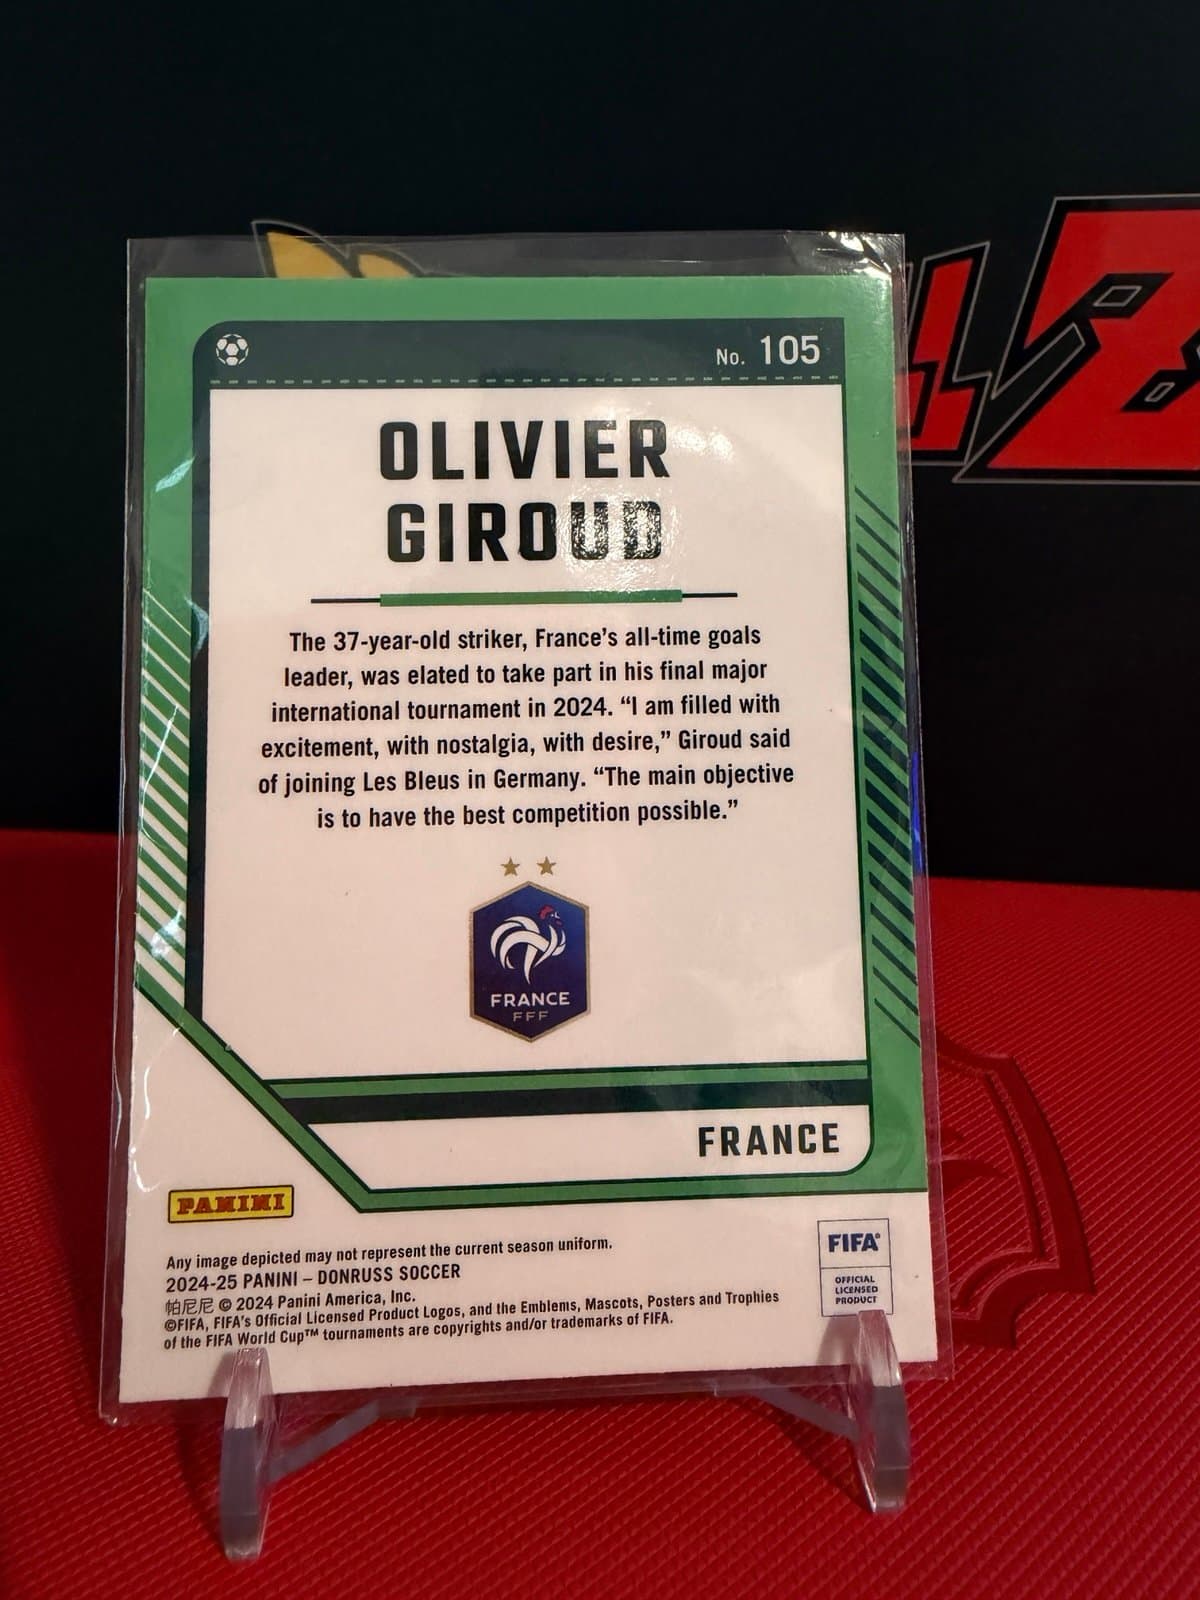 No. 105
OLIVIER
GIROUD
The 37-year-old striker, France's all-time goals
leader, was elated to take part in his final major
international tournament in 2024. “I am filled with
excitement, with nostalgia, with desire,” Giroud said
of joining Les Bleus in Germany. “The main objective
is to have the best competition possible.”
FRANCE
FFF
FRANCE
PANINI
Any image depicted may not represent the current season uniform.
2024-25 PANINI – DONRUSS SOCCER
帕尼尼 © 2024 Panini America, Inc.
©FIFA, FIFA's Official Licensed Product Logos, and the Emblems, Mascots, Posters and Trophies
of the FIFA World Cup™ tournaments are copyrights and/or trademarks of FIFA.
FIFA®
OFFICIAL
LICENSED
PRODUCT